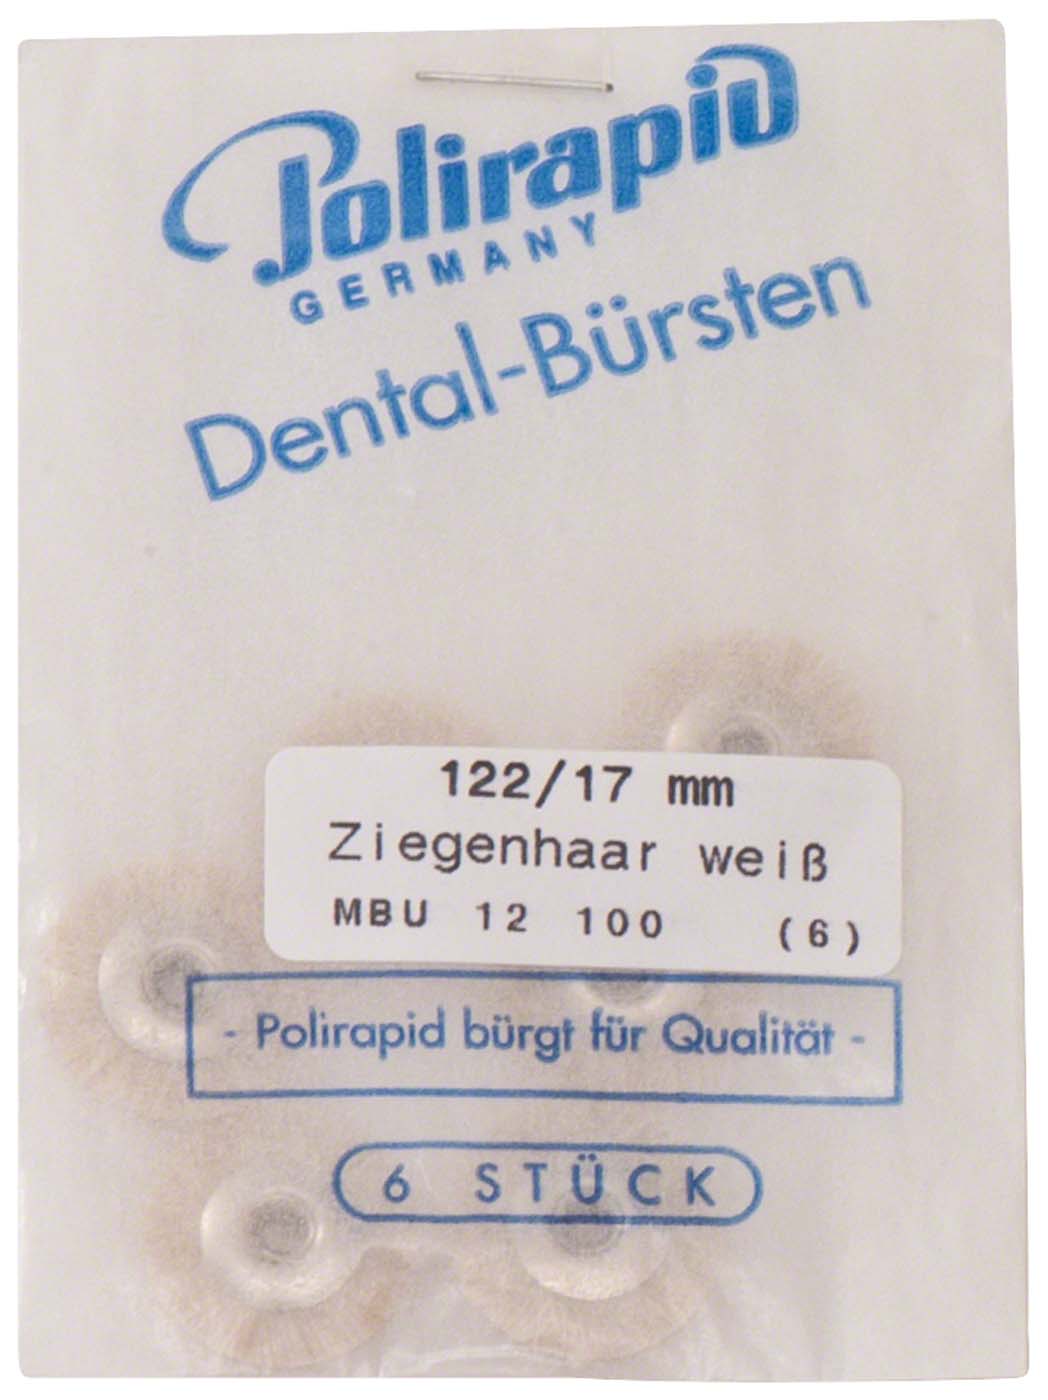 Polirapid
GERMANY
Dental-Bürsten
122/17 mm
Ziegenhaar weiß
MBU 12 100 (6)
- Polirapid bürgt für Qualität -
6 STÜCK